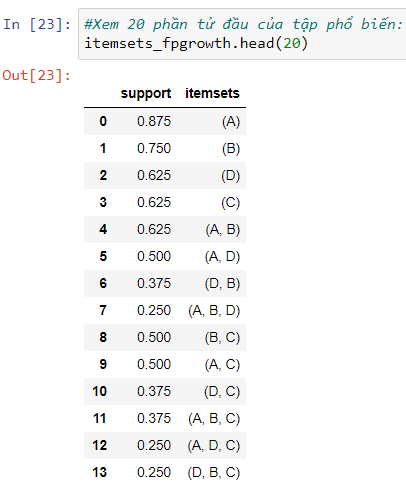 In [23]: #Xem 20 phần tử đầu của tập phổ biến:
itemsets_fpgrowth.head(20)
Out[23]:
support itemsets
0 0.875 (A)
1 0.750 (B)
2 0.625 (D)
3 0.625 (C)
4 0.625 (A, B)
5 0.500 (A, D)
6 0.375 (D, B)
7 0.250 (A, B, D)
8 0.500 (B, C)
9 0.500 (A, C)
10 0.375 (D, C)
11 0.375 (A, B, C)
12 0.250 (A, D, C)
13 0.250 (D, B, C)